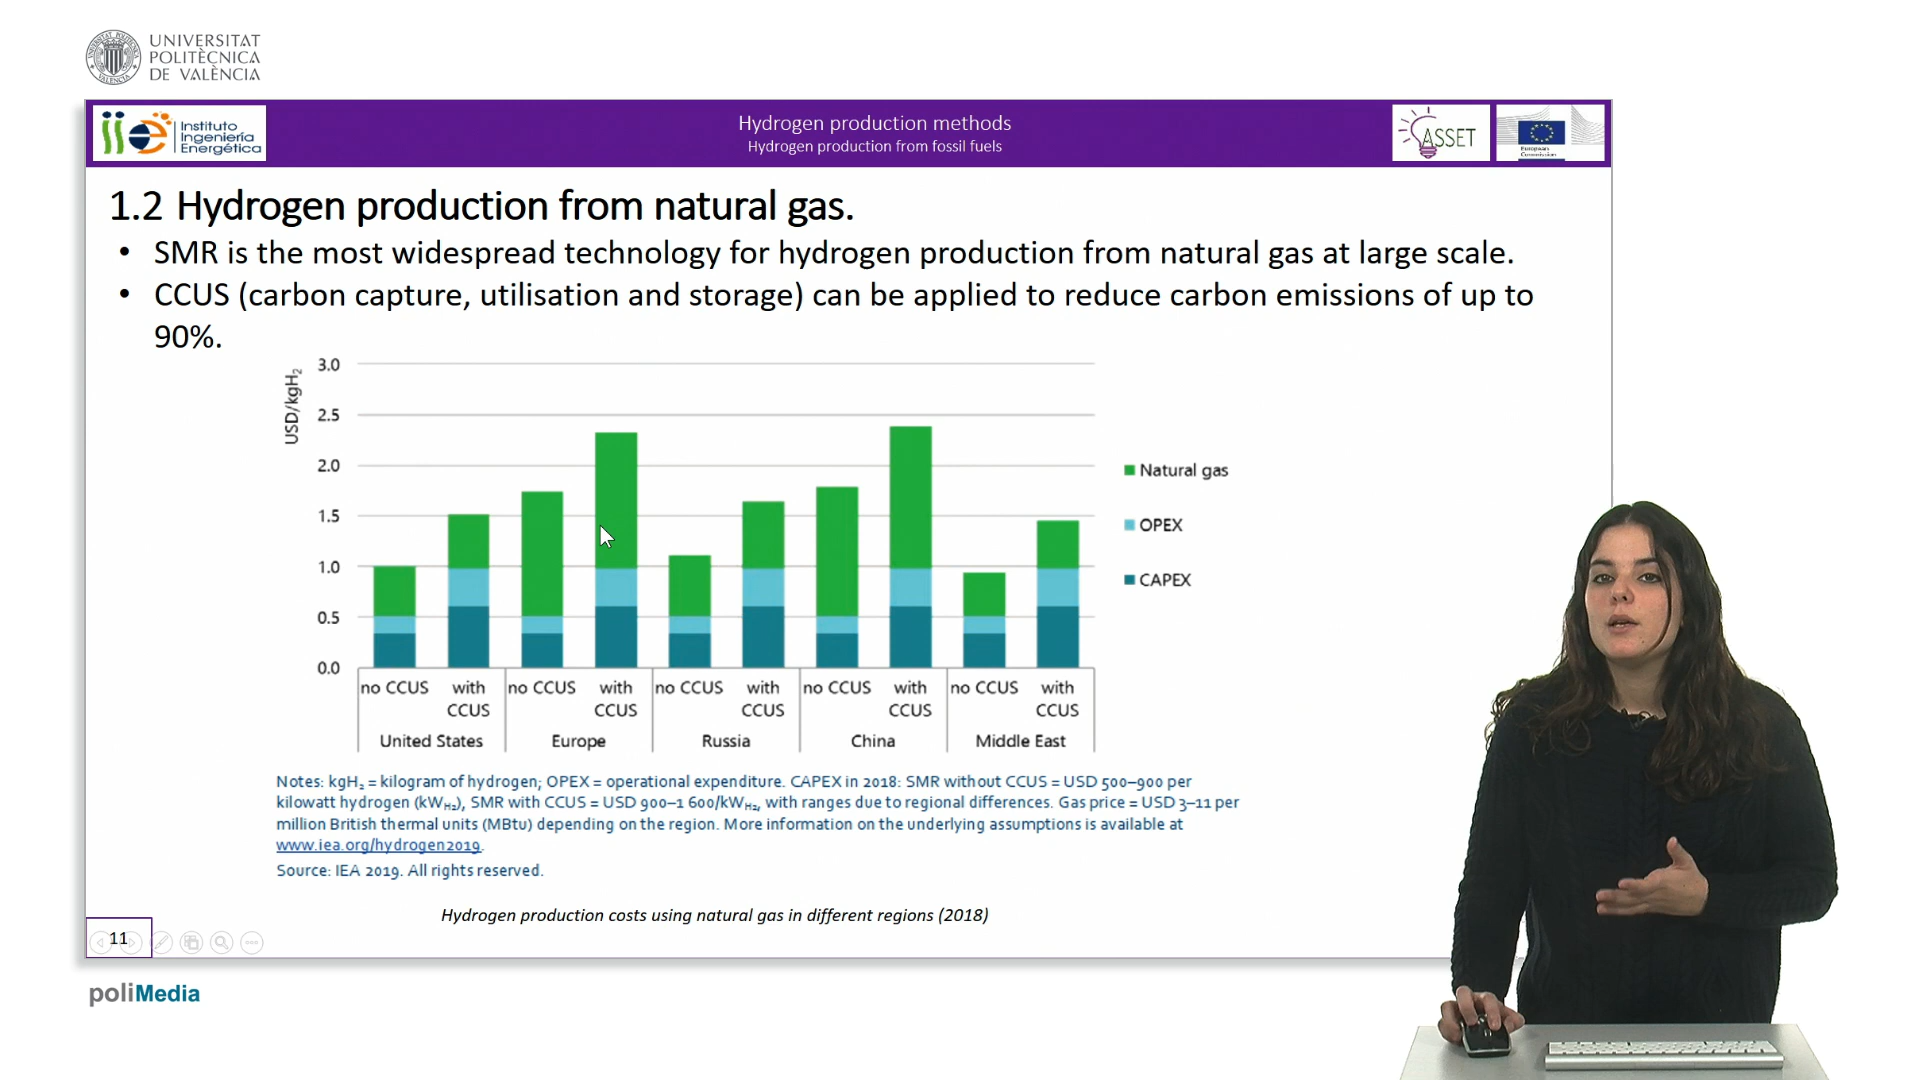 UNIVERSITAT
POLITÈCNICA
DE VALÈNCIA
Instituto
Ingeniería
Energética
Hydrogen production methods
Hydrogen production from fossil fuels
ASSET
European
Commission
1.2 Hydrogen production from natural gas.
• SMR is the most widespread technology for hydrogen production from natural gas at large scale.
• CCUS (carbon capture, utilisation and storage) can be applied to reduce carbon emissions of up to
90%.
USD/kgH₂
3.0
2.5
2.0
1.5
1.0
0.5
0.0
Natural gas
OPEX
CAPEX
no CCUS with CCUS no CCUS with CCUS no CCUS with CCUS no CCUS with CCUS no CCUS with CCUS
United States Europe Russia China Middle East
Notes: kgH₂ = kilogram of hydrogen; OPEX = operational expenditure. CAPEX in 2018: SMR without CCUS = USD 500–900 per
kilowatt hydrogen (kWH₂), SMR with CCUS = USD 900–1 600/kWH₂, with ranges due to regional differences. Gas price = USD 3–11 per
million British thermal units (MBtu) depending on the region. More information on the underlying assumptions is available at
www.iea.org/hydrogen2019.
Source: IEA 2019. All rights reserved.
Hydrogen production costs using natural gas in different regions (2018)
11
poliMedia